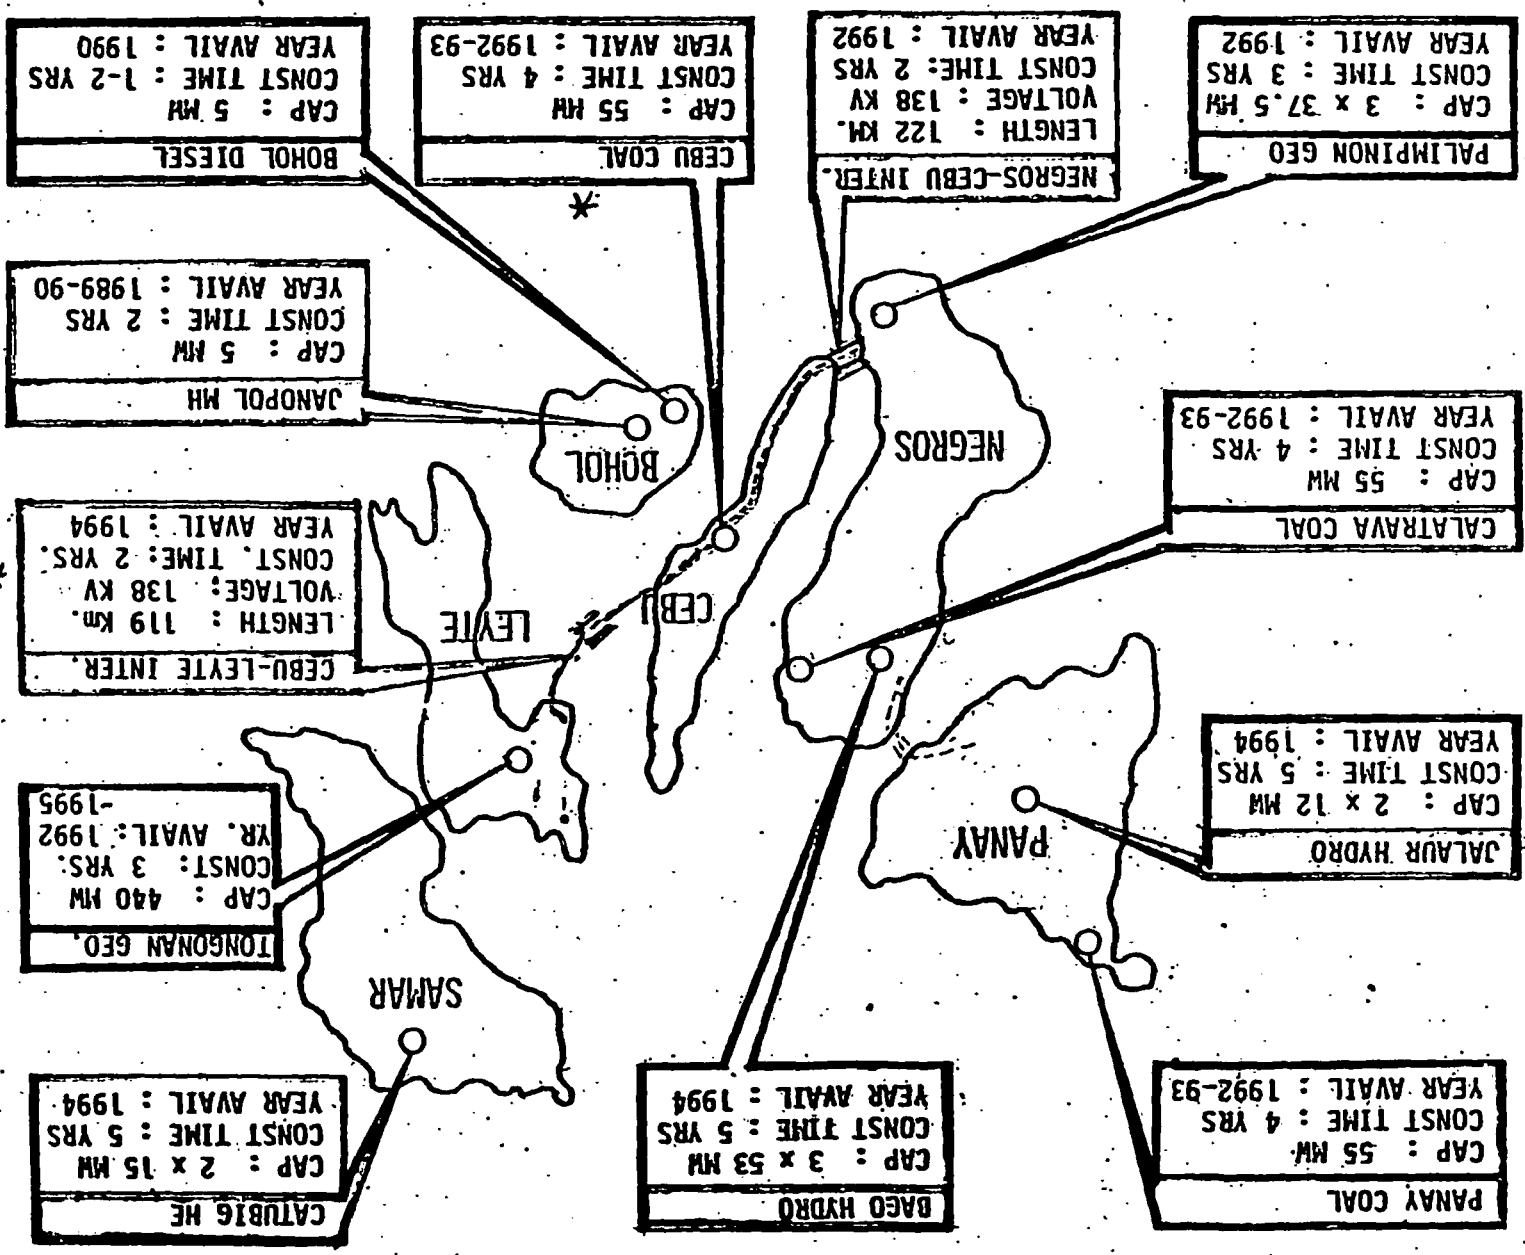 PANAY COAL
CAP : 55 MW
CONST TIME : 4 YRS
YEAR AVAIL : 1992-93
BAGO HYDRO
CAP : 3 x 53 MW
CONST TIME : 5 YRS
YEAR AVAIL : 1994
CATUBIG HE
CAP : 2 x 15 MW
CONST TIME : 5 YRS
YEAR AVAIL : 1994
SAMAR
JALAUR HYDRO
CAP : 2 x 12 MW
CONST TIME : 5 YRS
YEAR AVAIL : 1994
PANAY
TONGONAN GEO.
CAP : 440 MW
CONST: 3 YRS.
YR. AVAIL: 1992
-1995
CEBU-LEYTE INTER.
LENGTH : 119 Km.
VOLTAGE: 138 KV
CONST. TIME: 2 YRS.
YEAR AVAIL : 1994
CEBU
LEYTE
CALATRAVA COAL
CAP : 55 MW
CONST TIME : 4 YRS
YEAR AVAIL : 1992-93
NEGROS
BOHOL
JANOPOL MH
CAP : 5 MW
CONST TIME : 2 YRS
YEAR AVAIL : 1989-90
PALIMPINON GEO
CAP : 3 x 37.5 MW
CONST TIME : 3 YRS
YEAR AVAIL : 1992
NEGROS-CEBU INTER.
LENGTH : 122 KM.
VOLTAGE : 138 KV
CONST TIME: 2 YRS
YEAR AVAIL : 1992
CEBU COAL
CAP : 55 MW
CONST TIME : 4 YRS
YEAR AVAIL : 1992-93
BOHOL DIESEL
CAP : 5 MW
CONST TIME : 1-2 YRS
YEAR AVAIL : 1990